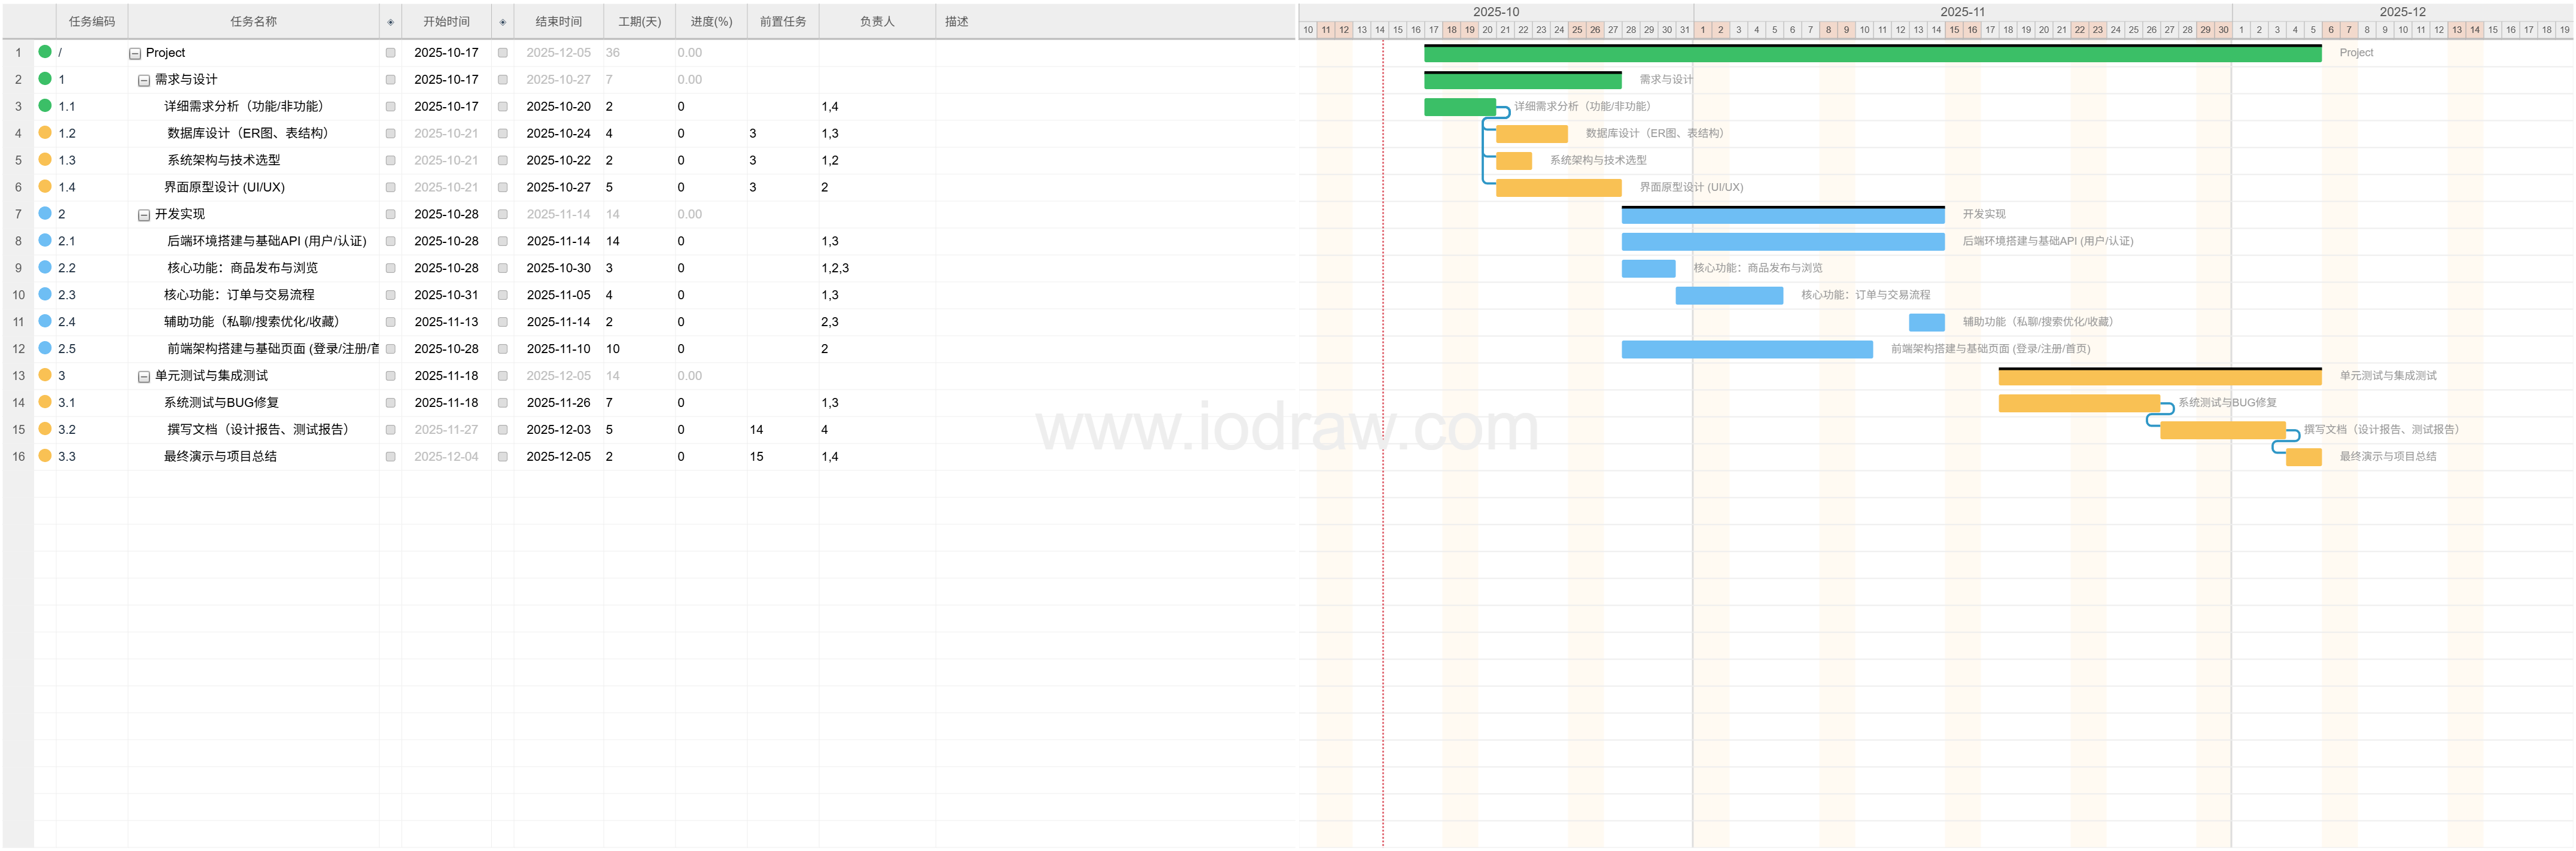 任务编码 任务名称 开始时间 结束时间 工期(天) 进度(%) 前置任务 负责人 描述
2025-10 2025-11 2025-12
10 11 12 13 14 15 16 17 18 19 20 21 22 23 24 25 26 27 28 29 30 31 1 2 3 4 5 6 7 8 9 10 11 12 13 14 15 16 17 18 19 20 21 22 23 24 25 26 27 28 29 30 1 2 3 4 5 6 7 8 9 10 11 12 13 14 15 16 17 18 19
1 / Project 2025-10-17 2025-12-05 36 0.00 Project
2 1 需求与设计 2025-10-17 2025-10-27 7 0.00 需求与设计
3 1.1 详细需求分析（功能/非功能） 2025-10-17 2025-10-20 2 0 1,4 详细需求分析（功能/非功能）
4 1.2 数据库设计（ER图、表结构） 2025-10-21 2025-10-24 4 0 3 1,3 数据库设计（ER图、表结构）
5 1.3 系统架构与技术选型 2025-10-21 2025-10-22 2 0 3 1,2 系统架构与技术选型
6 1.4 界面原型设计 (UI/UX) 2025-10-21 2025-10-27 5 0 3 2 界面原型设计 (UI/UX)
7 2 开发实现 2025-10-28 2025-11-14 14 0.00 开发实现
8 2.1 后端环境搭建与基础API (用户/认证) 2025-10-28 2025-11-14 14 0 1,3 后端环境搭建与基础API (用户/认证)
9 2.2 核心功能：商品发布与浏览 2025-10-28 2025-10-30 3 0 1,2,3 核心功能：商品发布与浏览
10 2.3 核心功能：订单与交易流程 2025-10-31 2025-11-05 4 0 1,3 核心功能：订单与交易流程
11 2.4 辅助功能（私聊/搜索优化/收藏） 2025-11-13 2025-11-14 2 0 2,3 辅助功能（私聊/搜索优化/收藏）
12 2.5 前端架构搭建与基础页面 (登录/注册/首 2025-10-28 2025-11-10 10 0 2 前端架构搭建与基础页面 (登录/注册/首页)
13 3 单元测试与集成测试 2025-11-18 2025-12-05 14 0.00 单元测试与集成测试
14 3.1 系统测试与BUG修复 2025-11-18 2025-11-26 7 0 1,3 系统测试与BUG修复
15 3.2 撰写文档（设计报告、测试报告） 2025-11-27 2025-12-03 5 0 14 4 撰写文档（设计报告、测试报告）
16 3.3 最终演示与项目总结 2025-12-04 2025-12-05 2 0 15 1,4 最终演示与项目总结
www.iodraw.com